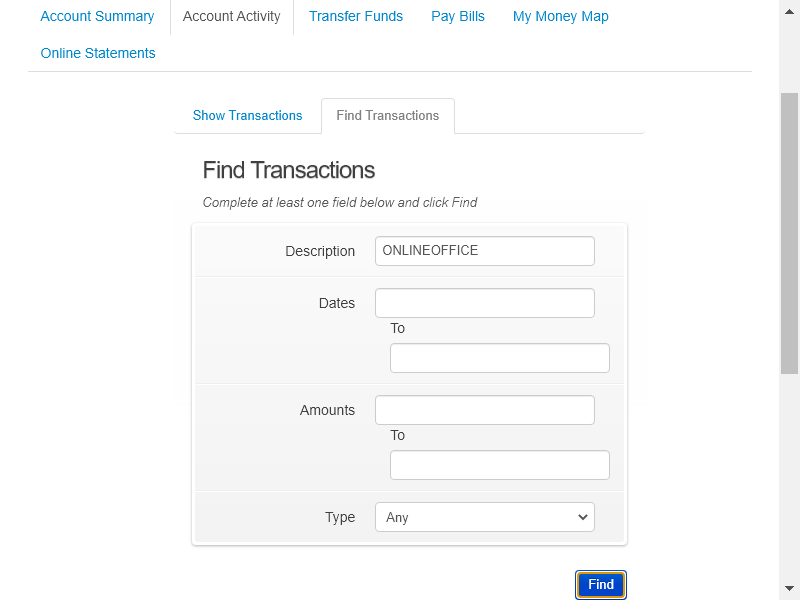 Account Summary Account Activity Transfer Funds Pay Bills My Money Map
Online Statements
Show Transactions Find Transactions
Find Transactions
Complete at least one field below and click Find
Description ONLINEOFFICE
Dates
To
Amounts
To
Type Any
Find